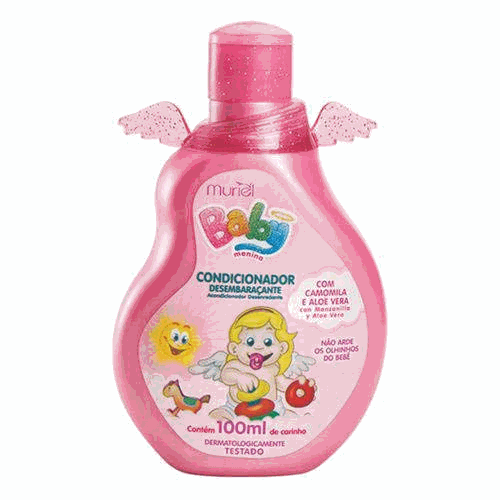 muriel
Baby
menina
CONDICIONADOR
DESEMBARAÇANTE
Acondicionador Desenredante
COM
CAMOMILA
E ALOE VERA
con Manzanilla
y Aloe Vera
NÃO ARDE
OS OLHINHOS
DO BEBÊ
Contém 100ml de carinho
DERMATOLOGICAMENTE
TESTADO